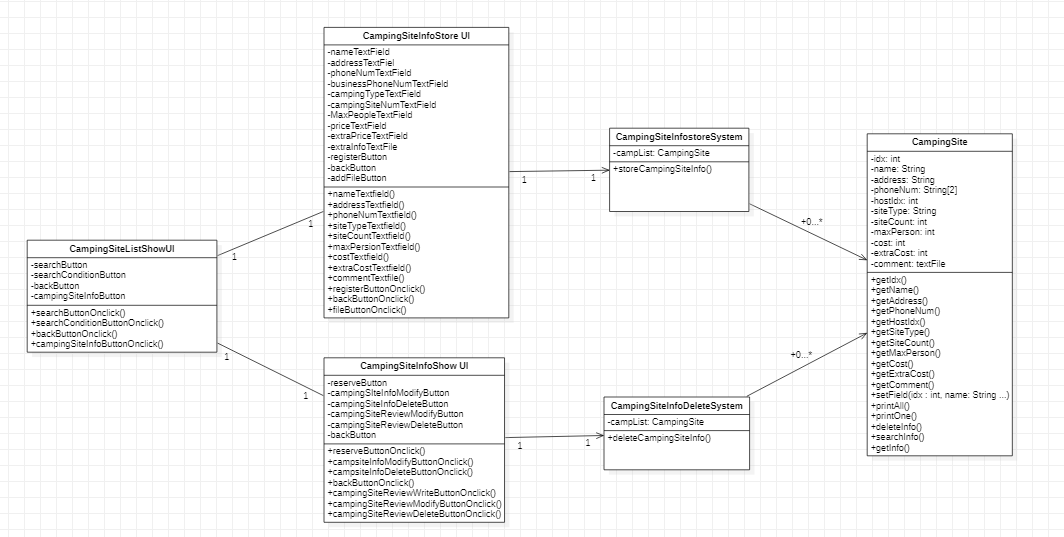 CampingSiteInfoStore UI
-nameTextField
-addressTextFiel
-phoneNumTextField
-businessPhoneNumTextField
-campingTypeTextField
-campingSiteNumTextField
-MaxPeopleTextField
-priceTextField
-extraPriceTextField
-extraInfoTextFile
-registerButton
-backButton
-addFileButton
+nameTextfield()
+addressTextfield()
+phoneNumTextfield()
+siteTypeTextfield()
+siteCountTextfield()
+maxPersionTextfield()
+costTextfield()
+extraCostTextfield()
+commentTextfile()
+registerButtonOnclick()
+backButtonOnclick()
+fileButtonOnclick()
CampingSiteListShowUI
-searchButton
-searchConditionButton
-backButton
-campingSiteInfoButton
+searchButtonOnclick()
+searchConditionButtonOnclick()
+backButtonOnclick()
+campingSiteInfoButtonOnclick()
1
1
1
1
CampingSiteInfoShow UI
-reserveButton
-campingSiteInfoModifyButton
-campingSiteInfoDeleteButton
-campingSiteReviewModifyButton
-campingSiteReviewDeleteButton
-backButton
+reserveButtonOnclick()
+campsiteInfoModifyButtonOnclick()
+campsiteInfoDeleteButtonOnclick()
+backButtonOnclick()
+campingSiteReviewWriteButtonOnclick()
+campingSiteReviewModifyButtonOnclick()
+campingSiteReviewDeleteButtonOnclick()
1
1
CampingSiteInfostoreSystem
-campList: CampingSite
+storeCampingSiteInfo()
+0...*
1
1
CampingSiteInfoDeleteSystem
-campList: CampingSite
+deleteCampingSiteInfo()
+0...*
CampingSite
-idx: int
-name: String
-address: String
-phoneNum: String[2]
-hostIdx: int
-siteType: String
-siteCount: int
-maxPerson: int
-cost: int
-extraCost: int
-comment: textFile
+getIdx()
+getName()
+getAddress()
+getPhoneNum()
+getHostIdx()
+getSiteType()
+getSiteCount()
+getMaxPerson()
+getCost()
+getExtraCost()
+getComment()
+setField(idx : int, name: String ...)
+printAll()
+printOne()
+deleteInfo()
+searchInfo()
+getInfo()